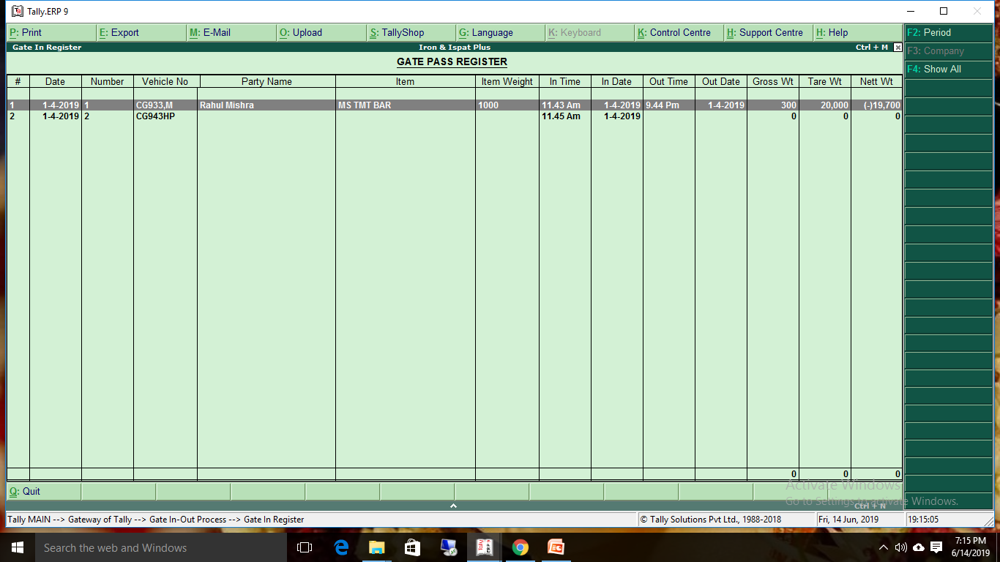 Tally.ERP 9
P: Print E: Export M: E-Mail O: Upload S: TallyShop G: Language K: Keyboard K: Control Centre H: Support Centre H: Help F2: Period
Gate In Register Iron & Ispat Plus Ctrl + M F3: Company
GATE PASS REGISTER F4: Show All
# Date Number Vehicle No Party Name Item Item Weight In Time In Date Out Time Out Date Gross Wt Tare Wt Nett Wt
1 1-4-2019 1 CG933,M Rahul Mishra MS TMT BAR 1000 11.43 Am 1-4-2019 9.44 Pm 1-4-2019 300 20,000 (-)19,700
2 1-4-2019 2 CG943HP 11.45 Am 1-4-2019 0 0 0
0 0 0
Q: Quit
Activate Windows
Go to Settings to activate Windows.
Ctrl + N
Tally MAIN --> Gateway of Tally --> Gate In-Out Process --> Gate In Register © Tally Solutions Pvt Ltd., 1988-2018 Fri, 14 Jun, 2019 19:15:05
Search the web and Windows
7:15 PM
6/14/2019